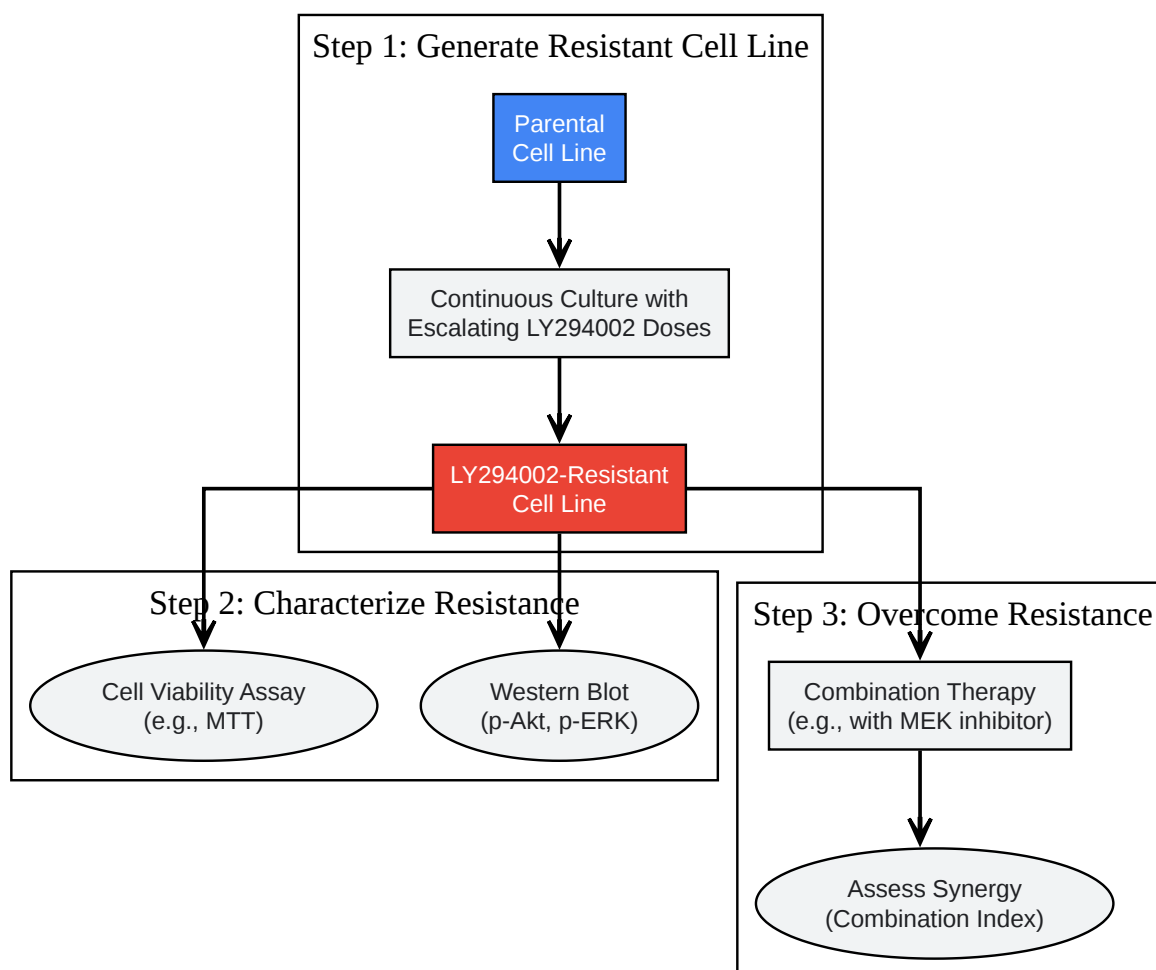 Step 1: Generate Resistant Cell Line
Parental
Cell Line
Continuous Culture with
Escalating LY294002 Doses
LY294002-Resistant
Cell Line
Step 2: Characterize Resistance
Cell Viability Assay
(e.g., MTT)
Western Blot
(p-Akt, p-ERK)
Step 3: Overcome Resistance
Combination Therapy
(e.g., with MEK inhibitor)
Assess Synergy
(Combination Index)